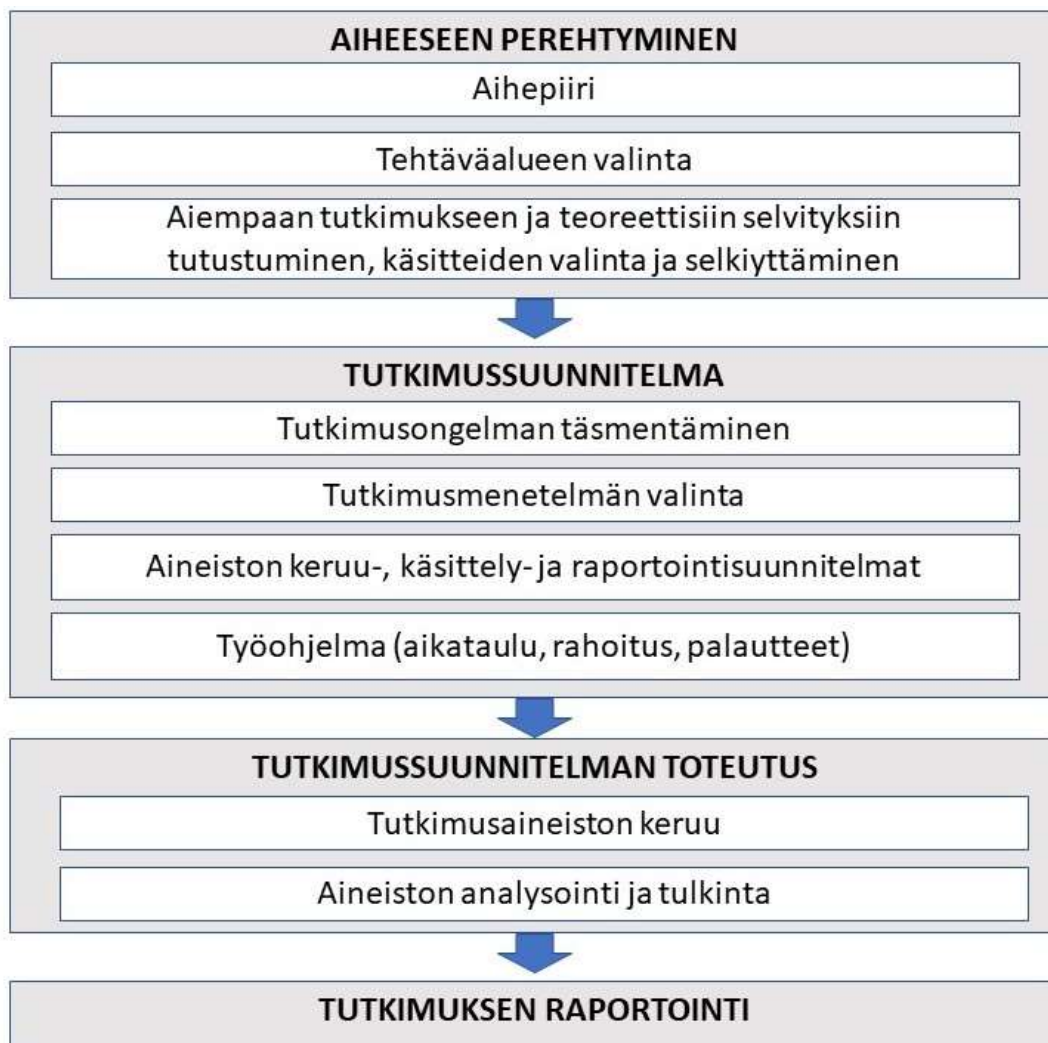 AIHEESEEN PEREHTYMINEN
Aihepiiri
Tehtäväalueen valinta
Aiempaan tutkimukseen ja teoreettisiin selvityksiin
tutustuminen, käsitteiden valinta ja selkiyttäminen
TUTKIMUSSUUNNITELMA
Tutkimusongelman täsmentäminen
Tutkimusmenetelmän valinta
Aineiston keruu-, käsittely- ja raportointisuunnitelmat
Työohjelma (aikataulu, rahoitus, palautteet)
TUTKIMUSSUUNNITELMAN TOTEUTUS
Tutkimusaineiston keruu
Aineiston analysointi ja tulkinta
TUTKIMUKSEN RAPORTOINTI